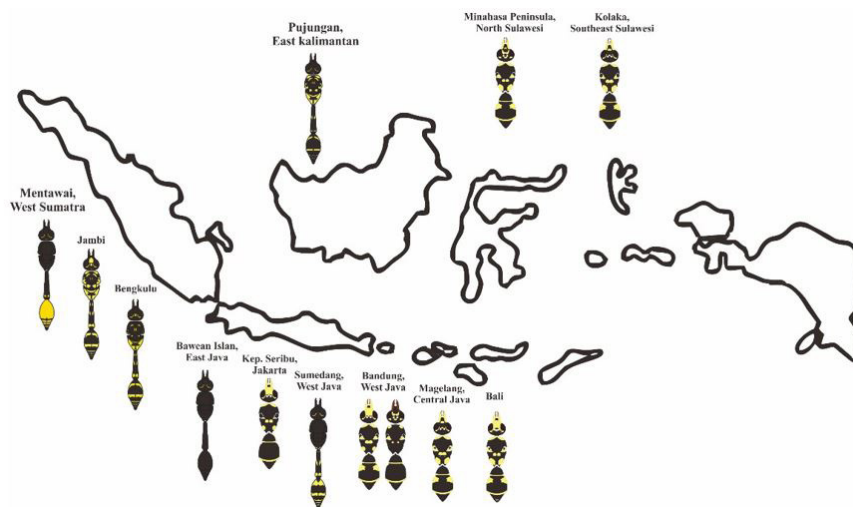 Pujungan,
East kalimantan
Minahasa Peninsula,
North Sulawesi
Kolaka,
Southeast Sulawesi
Mentawai,
West Sumatra
Jambi
Bengkulu
Bawean Islan,
East Java
Kep. Seribu,
Jakarta
Sumedang,
West Java
Bandung,
West Java
Magelang,
Central Java
Bali